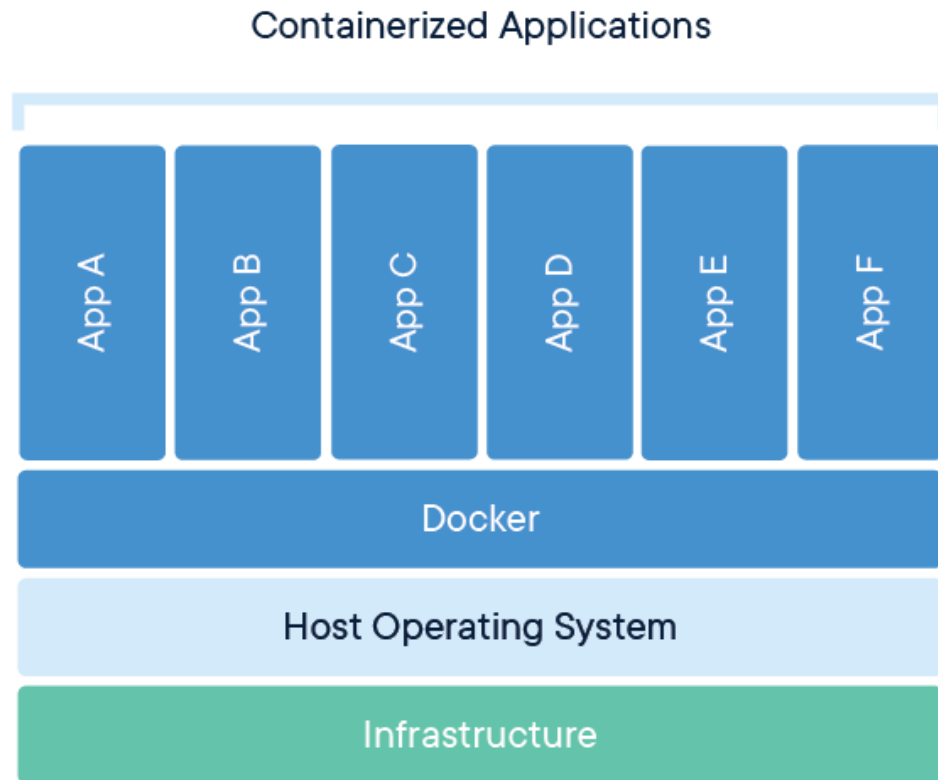 Containerized Applications
App A
App B
App C
App D
App E
App F
Docker
Host Operating System
Infrastructure